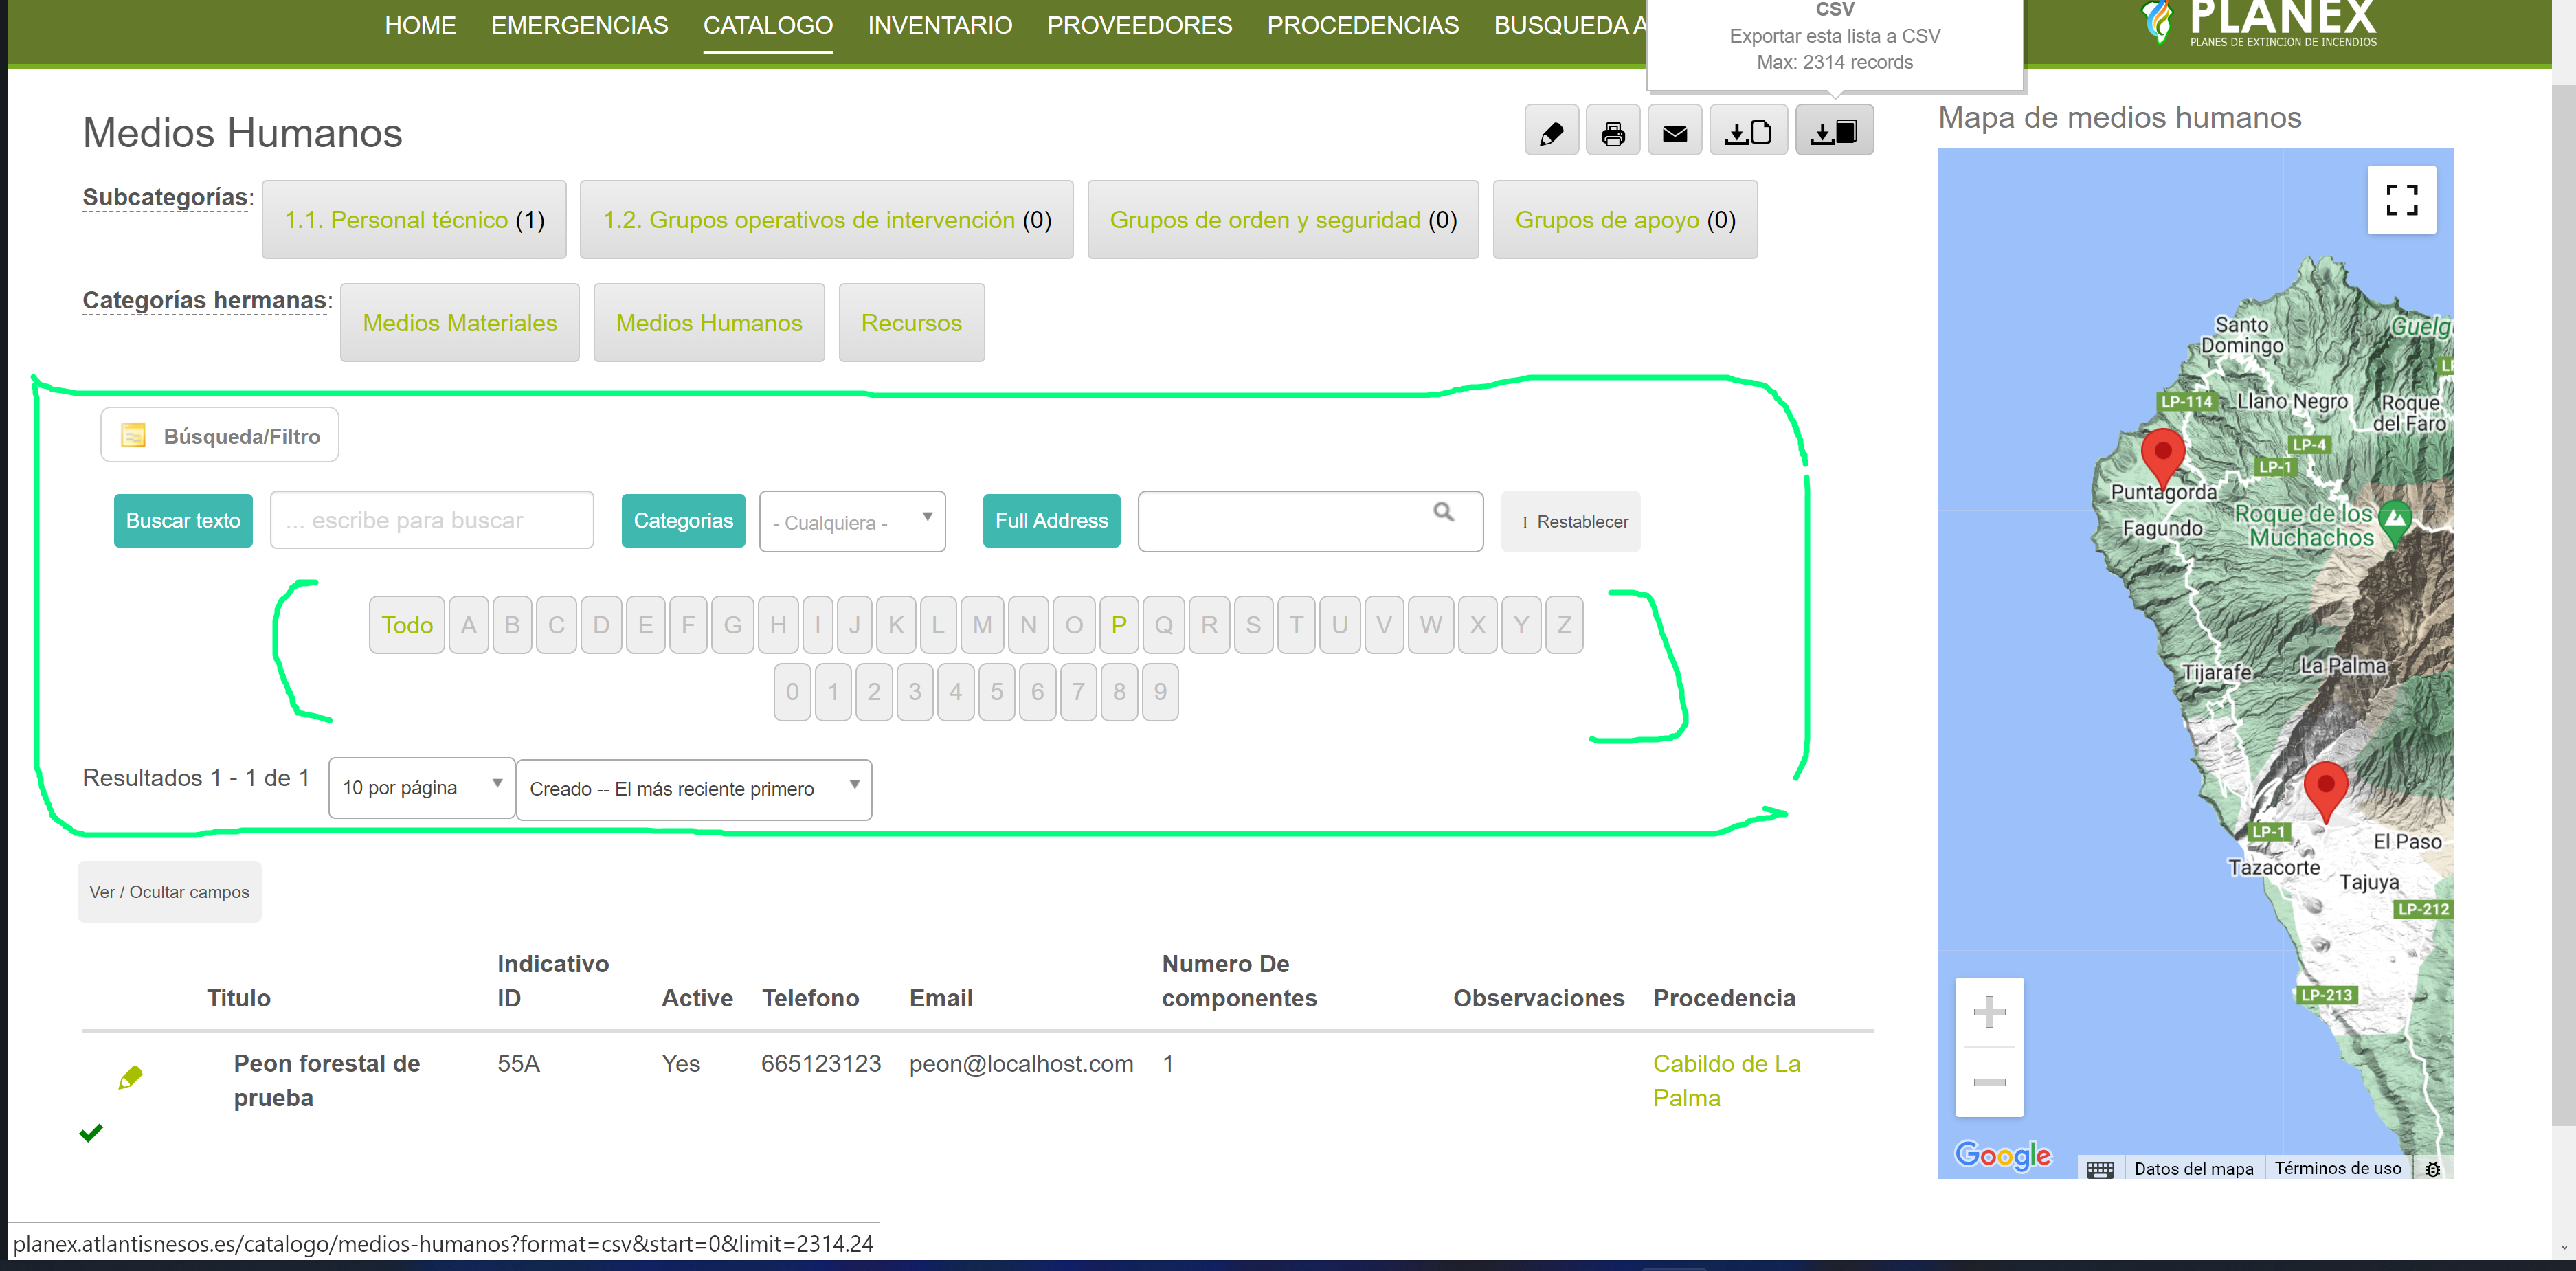 HOME EMERGENCIAS CATALOGO INVENTARIO PROVEEDORES PROCEDENCIAS BUSQUEDA A
CSV
Exportar esta lista a CSV
Max: 2314 records
PLANEX
PLANES DE EXTINCION DE INCENDIOS
Medios Humanos
Subcategorías:
1.1. Personal técnico (1)
1.2. Grupos operativos de intervención (0)
Grupos de orden y seguridad (0)
Grupos de apoyo (0)
Categorías hermanas:
Medios Materiales
Medios Humanos
Recursos
Búsqueda/Filtro
Buscar texto
... escribe para buscar
Categorias
- Cualquiera -
Full Address
I Restablecer
Todo A B C D E F G H I J K L M N O P Q R S T U V W X Y Z
0 1 2 3 4 5 6 7 8 9
Resultados 1 - 1 de 1
10 por página
Creado -- El más reciente primero
Ver / Ocultar campos
Titulo
Indicativo
ID
Active
Telefono
Email
Numero De
componentes
Observaciones
Procedencia
Peon forestal de
prueba
55A
Yes
665123123
peon@localhost.com
1
Cabildo de La
Palma
Mapa de medios humanos
Santo
Domingo
Guelg
LP-114
Llano Negro
Roque
del Faro
LP-4
LP-1
Puntagorda
Fagundo
Roque de los
Muchachos
Tijarafe
La Palma
LP-1
El Paso
Tazacorte
Tajuya
LP-212
LP-213
Google
Datos del mapa
Términos de uso
planex.atlantisnesos.es/catalogo/medios-humanos?format=csv&start=0&limit=2314.24